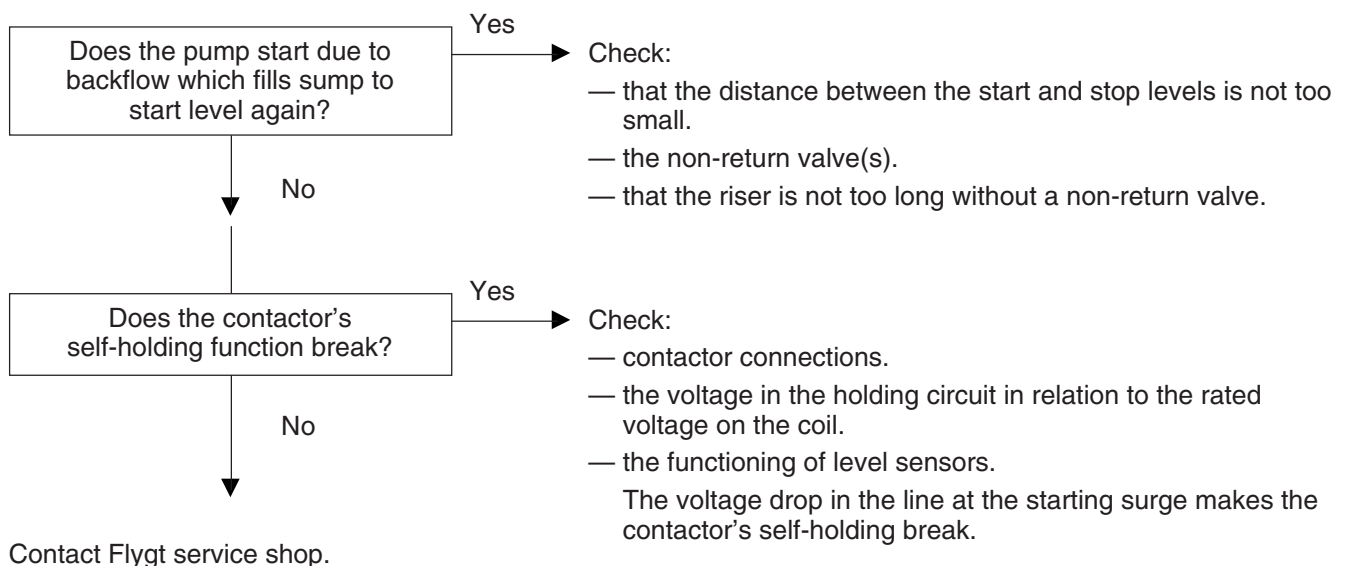 Does the pump start due to
backflow which fills sump to
start level again?
Yes
Check:
— that the distance between the start and stop levels is not too
small.
— the non-return valve(s).
— that the riser is not too long without a non-return valve.
No
Does the contactor's
self-holding function break?
Yes
Check:
— contactor connections.
— the voltage in the holding circuit in relation to the rated
voltage on the coil.
— the functioning of level sensors.
The voltage drop in the line at the starting surge makes the
contactor's self-holding break.
No
Contact Flygt service shop.